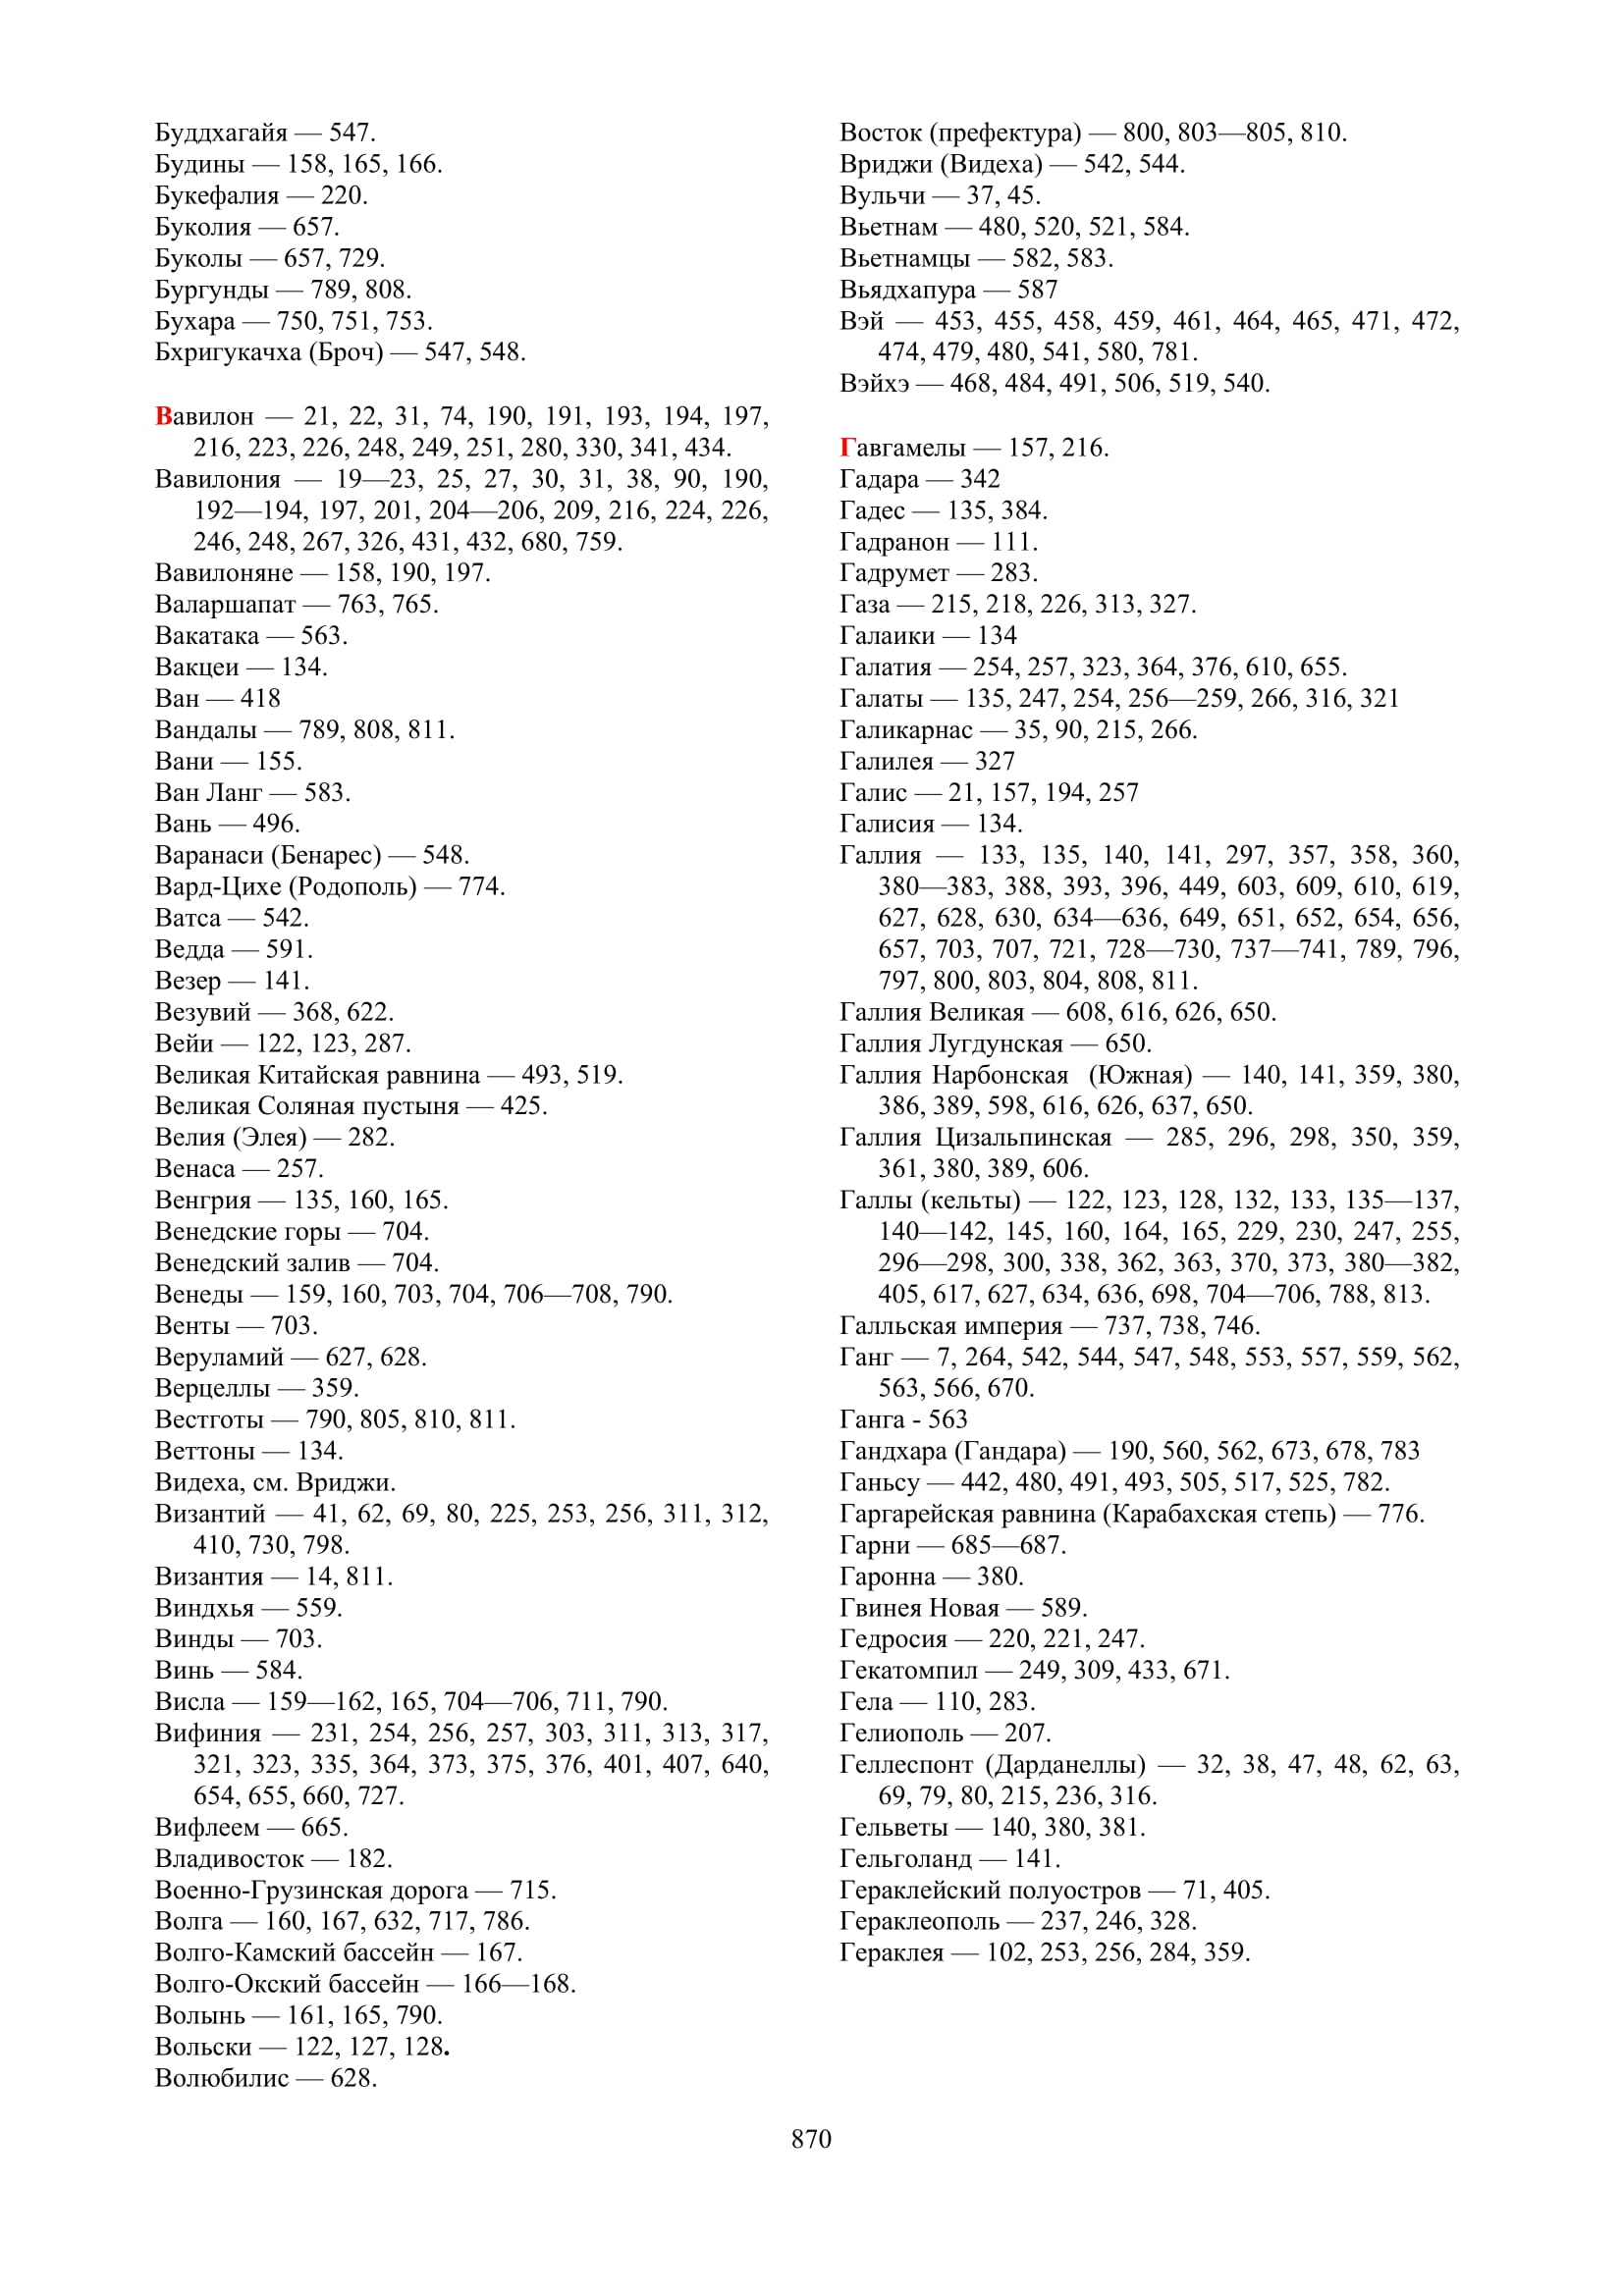 Буддхагайя — 547.
Будины — 158, 165, 166.
Букефалия — 220.
Буколия — 657.
Буколы — 657, 729.
Бургунды — 789, 808.
Бухара — 750, 751, 753.
Бхригукачха (Броч) — 547, 548.
Вавилон — 21, 22, 31, 74, 190, 191, 193, 194, 197,
216, 223, 226, 248, 249, 251, 280, 330, 341, 434.
Вавилония — 19—23, 25, 27, 30, 31, 38, 90, 190,
192—194, 197, 201, 204—206, 209, 216, 224, 226,
246, 248, 267, 326, 431, 432, 680, 759.
Вавилоняне — 158, 190, 197.
Валаршапат — 763, 765.
Вакатака — 563.
Вакцеи — 134.
Ван — 418
Вандалы — 789, 808, 811.
Вани — 155.
Ван Ланг — 583.
Вань — 496.
Варанаси (Бенарес) — 548.
Вард-Цихе (Родополь) — 774.
Ватса — 542.
Ведда — 591.
Везер — 141.
Везувий — 368, 622.
Вейи — 122, 123, 287.
Великая Китайская равнина — 493, 519.
Великая Соляная пустыня — 425.
Велия (Элея) — 282.
Венаса — 257.
Венгрия — 135, 160, 165.
Венедские горы — 704.
Венедский залив — 704.
Венеды — 159, 160, 703, 704, 706—708, 790.
Венты — 703.
Веруламий — 627, 628.
Верцеллы — 359.
Вестготы — 790, 805, 810, 811.
Веттоны — 134.
Видеха, см. Вриджи.
Византий — 41, 62, 69, 80, 225, 253, 256, 311, 312,
410, 730, 798.
Византия — 14, 811.
Виндхья — 559.
Винды — 703.
Винь — 584.
Висла — 159—162, 165, 704—706, 711, 790.
Вифиния — 231, 254, 256, 257, 303, 311, 313, 317,
321, 323, 335, 364, 373, 375, 376, 401, 407, 640,
654, 655, 660, 727.
Вифлеем — 665.
Владивосток — 182.
Военно-Грузинская дорога — 715.
Волга — 160, 167, 632, 717, 786.
Волго-Камский бассейн — 167.
Волго-Окский бассейн — 166—168.
Волынь — 161, 165, 790.
Вольски — 122, 127, 128.
Волюбилис — 628.
Восток (префектура) — 800, 803—805, 810.
Вриджи (Видеха) — 542, 544.
Вульчи — 37, 45.
Вьетнам — 480, 520, 521, 584.
Вьетнамцы — 582, 583.
Вьядхапура — 587
Вэй — 453, 455, 458, 459, 461, 464, 465, 471, 472,
474, 479, 480, 541, 580, 781.
Вэйхэ — 468, 484, 491, 506, 519, 540.
Гавгамелы — 157, 216.
Гадара — 342
Гадес — 135, 384.
Гадранон — 111.
Гадрумет — 283.
Газа — 215, 218, 226, 313, 327.
Галаики — 134
Галатия — 254, 257, 323, 364, 376, 610, 655.
Галаты — 135, 247, 254, 256—259, 266, 316, 321
Галикарнас — 35, 90, 215, 266.
Галилея — 327
Галис — 21, 157, 194, 257
Галисия — 134.
Галлия — 133, 135, 140, 141, 297, 357, 358, 360,
380—383, 388, 393, 396, 449, 603, 609, 610, 619,
627, 628, 630, 634—636, 649, 651, 652, 654, 656,
657, 703, 707, 721, 728—730, 737—741, 789, 796,
797, 800, 803, 804, 808, 811.
Галлия Великая — 608, 616, 626, 650.
Галлия Лугдунская — 650.
Галлия Нарбонская (Южная) — 140, 141, 359, 380,
386, 389, 598, 616, 626, 637, 650.
Галлия Цизальпинская — 285, 296, 298, 350, 359,
361, 380, 389, 606.
Галлы (кельты) — 122, 123, 128, 132, 133, 135—137,
140—142, 145, 160, 164, 165, 229, 230, 247, 255,
296—298, 300, 338, 362, 363, 370, 373, 380—382,
405, 617, 627, 634, 636, 698, 704—706, 788, 813.
Галльская империя — 737, 738, 746.
Ганг — 7, 264, 542, 544, 547, 548, 553, 557, 559, 562,
563, 566, 670.
Ганга - 563
Гандхара (Гандара) — 190, 560, 562, 673, 678, 783
Ганьсу — 442, 480, 491, 493, 505, 517, 525, 782.
Гаргарейская равнина (Карабахская степь) — 776.
Гарни — 685—687.
Гаронна — 380.
Гвинея Новая — 589.
Гедросия — 220, 221, 247.
Гекатомпил — 249, 309, 433, 671.
Гела — 110, 283.
Гелиополь — 207.
Геллеспонт (Дарданеллы) — 32, 38, 47, 48, 62, 63,
69, 79, 80, 215, 236, 316.
Гельветы — 140, 380, 381.
Гельголанд — 141.
Гераклейский полуостров — 71, 405.
Гераклеополь — 237, 246, 328.
Гераклея — 102, 253, 256, 284, 359.
870